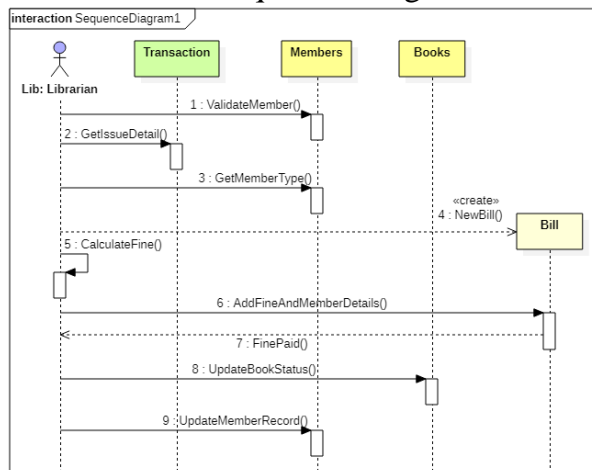 interaction SequenceDiagram1
Transaction
Members
Books
Lib: Librarian
1 : ValidateMember()
2 : GetIssueDetail()
3 : GetMemberType()
«create»
4 : NewBill()
Bill
5 : CalculateFine()
6 : AddFineAndMemberDetails()
7 : FinePaid()
8 : UpdateBookStatus()
9 : UpdateMemberRecord()